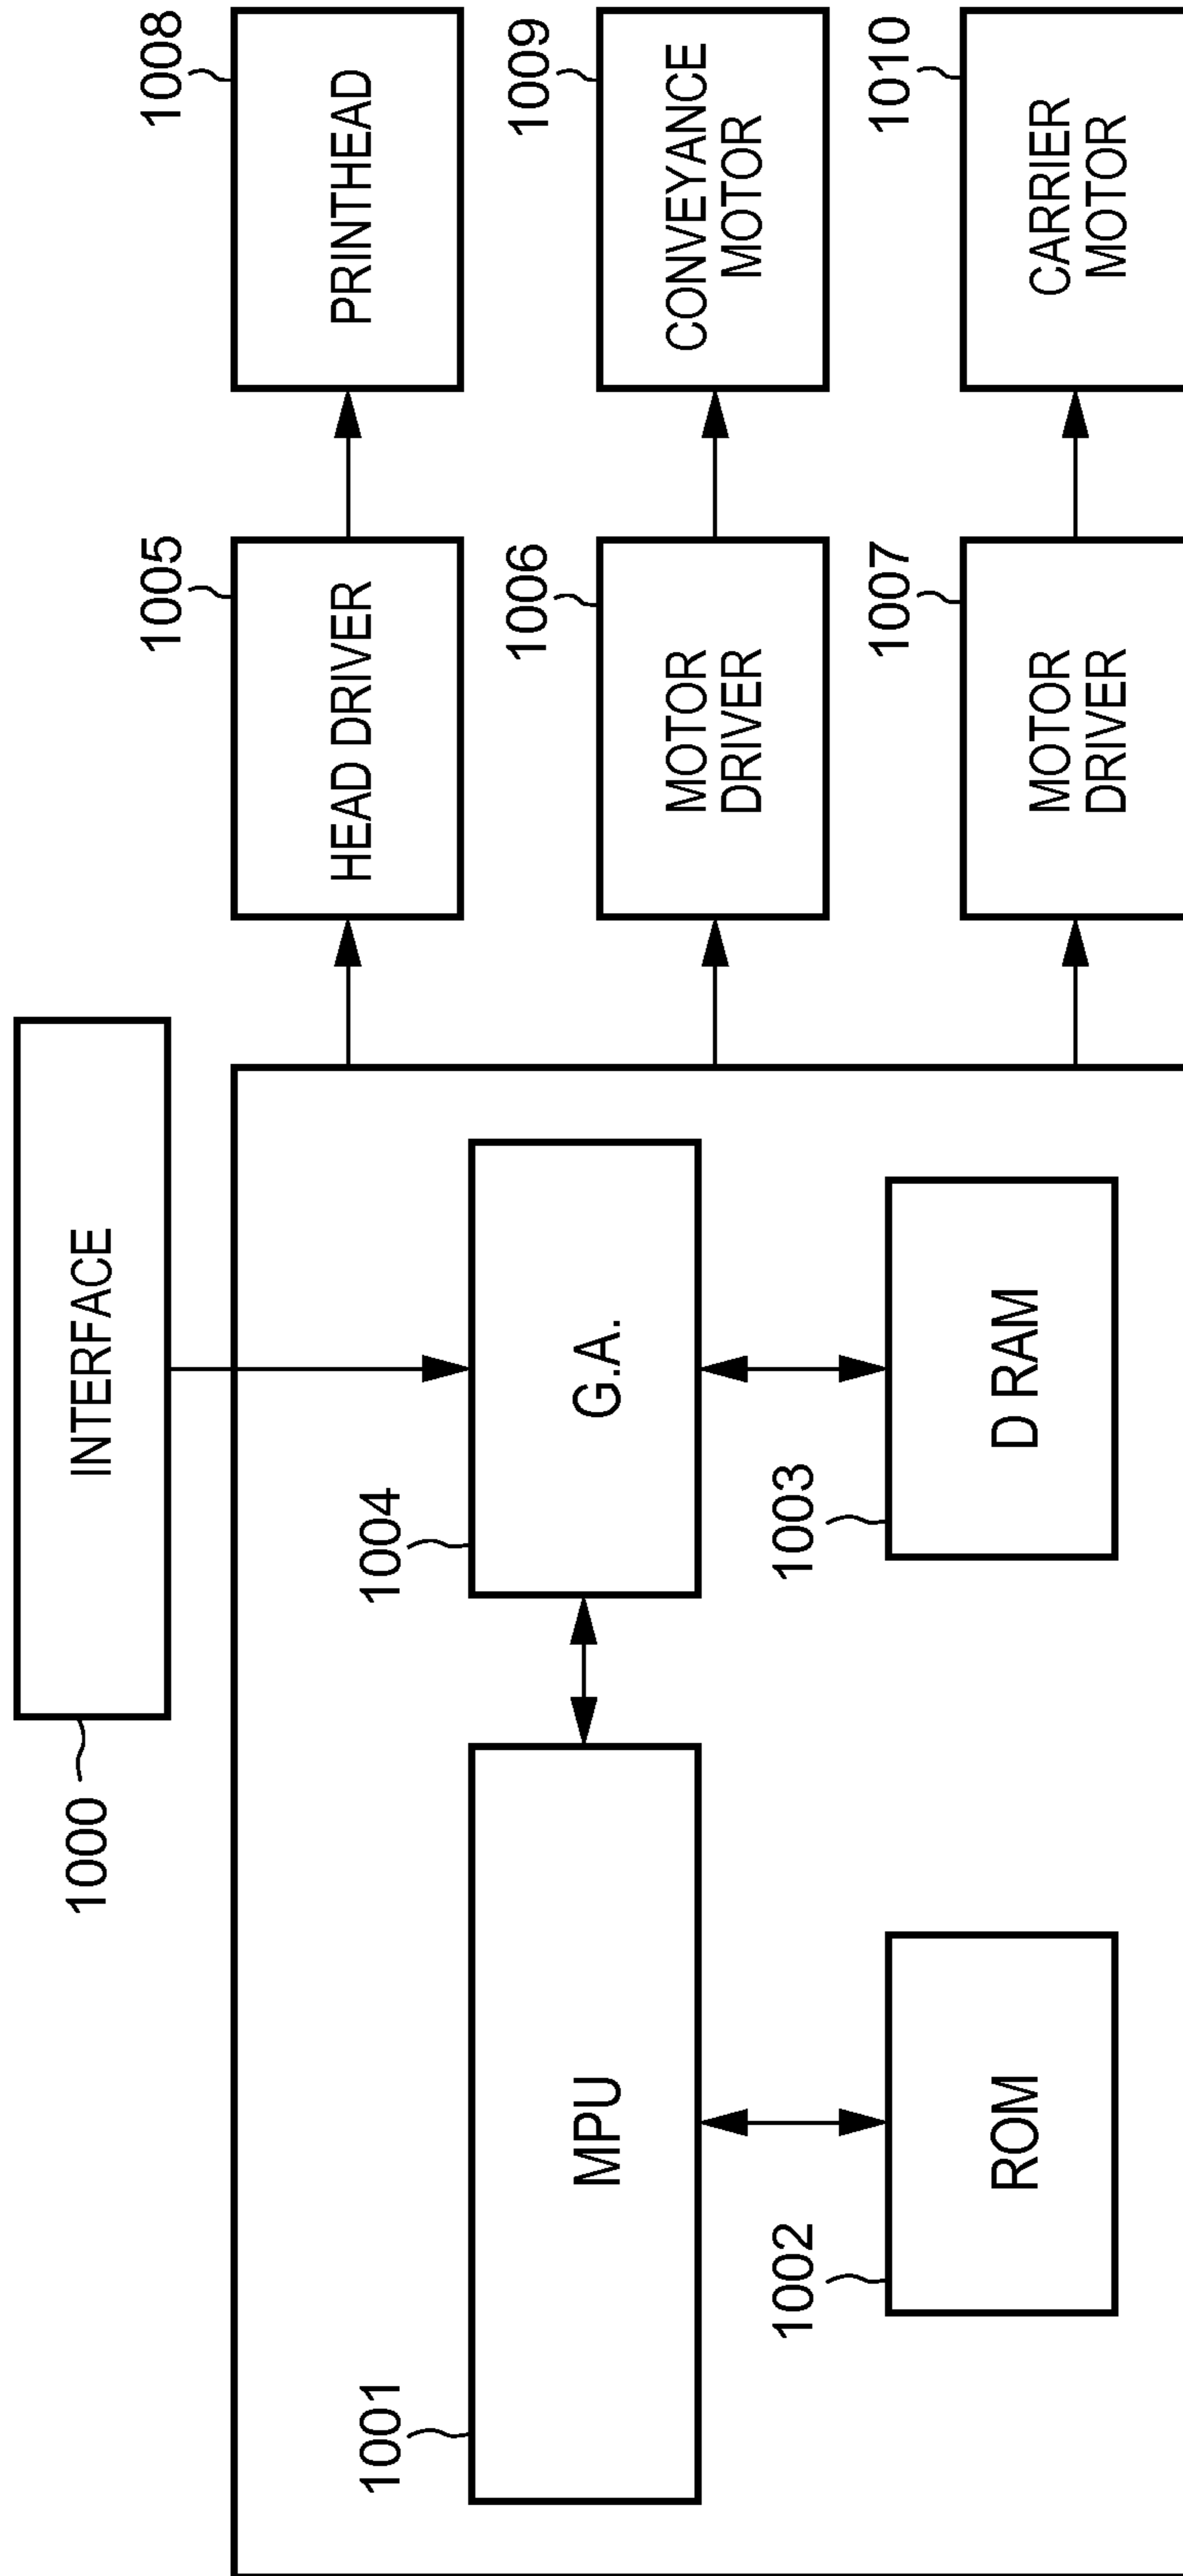 1000
INTERFACE
1001
MPU
1004
G.A.
1002
ROM
1003
D RAM
1005
HEAD DRIVER
1008
PRINTHEAD
1006
MOTOR
DRIVER
1009
CONVEYANCE
MOTOR
1007
MOTOR
DRIVER
1010
CARRIER
MOTOR